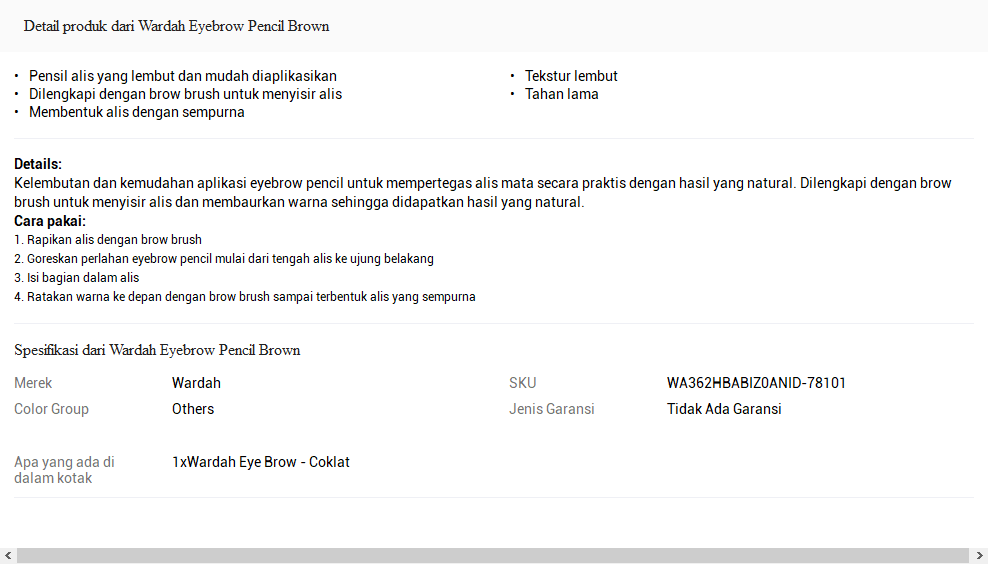 Detail produk dari Wardah Eyebrow Pencil Brown
• Pensil alis yang lembut dan mudah diaplikasikan
• Dilengkapi dengan brow brush untuk menyisir alis
• Membentuk alis dengan sempurna
• Tekstur lembut
• Tahan lama
Details:
Kelembutan dan kemudahan aplikasi eyebrow pencil untuk mempertegas alis mata secara praktis dengan hasil yang natural. Dilengkapi dengan brow
brush untuk menyisir alis dan membaurkan warna sehingga didapatkan hasil yang natural.
Cara pakai:
1. Rapikan alis dengan brow brush
2. Goreskan perlahan eyebrow pencil mulai dari tengah alis ke ujung belakang
3. Isi bagian dalam alis
4. Ratakan warna ke depan dengan brow brush sampai terbentuk alis yang sempurna
Spesifikasi dari Wardah Eyebrow Pencil Brown
Merek Wardah SKU WA362HBABIZ0ANID-78101
Color Group Others Jenis Garansi Tidak Ada Garansi
Apa yang ada di 1xWardah Eye Brow - Coklat
dalam kotak